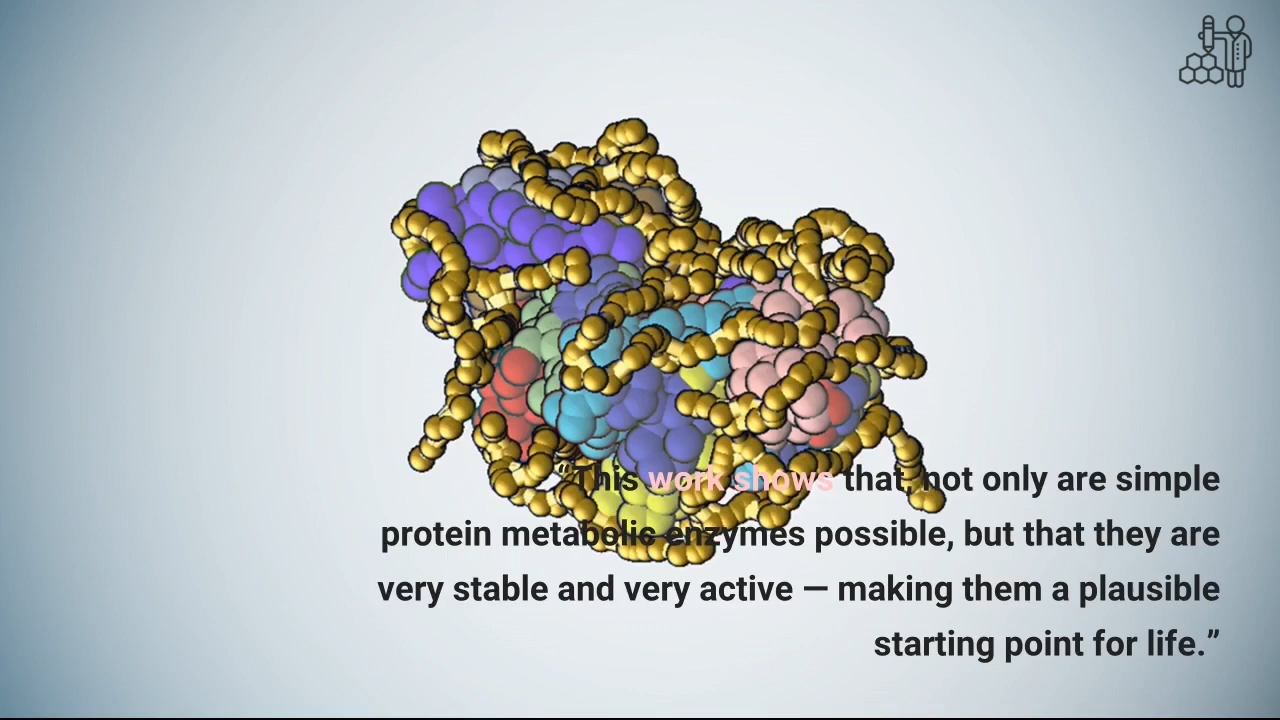 “This work shows that, not only are simple
protein metabolic enzymes possible, but that they are
very stable and very active — making them a plausible
starting point for life.”